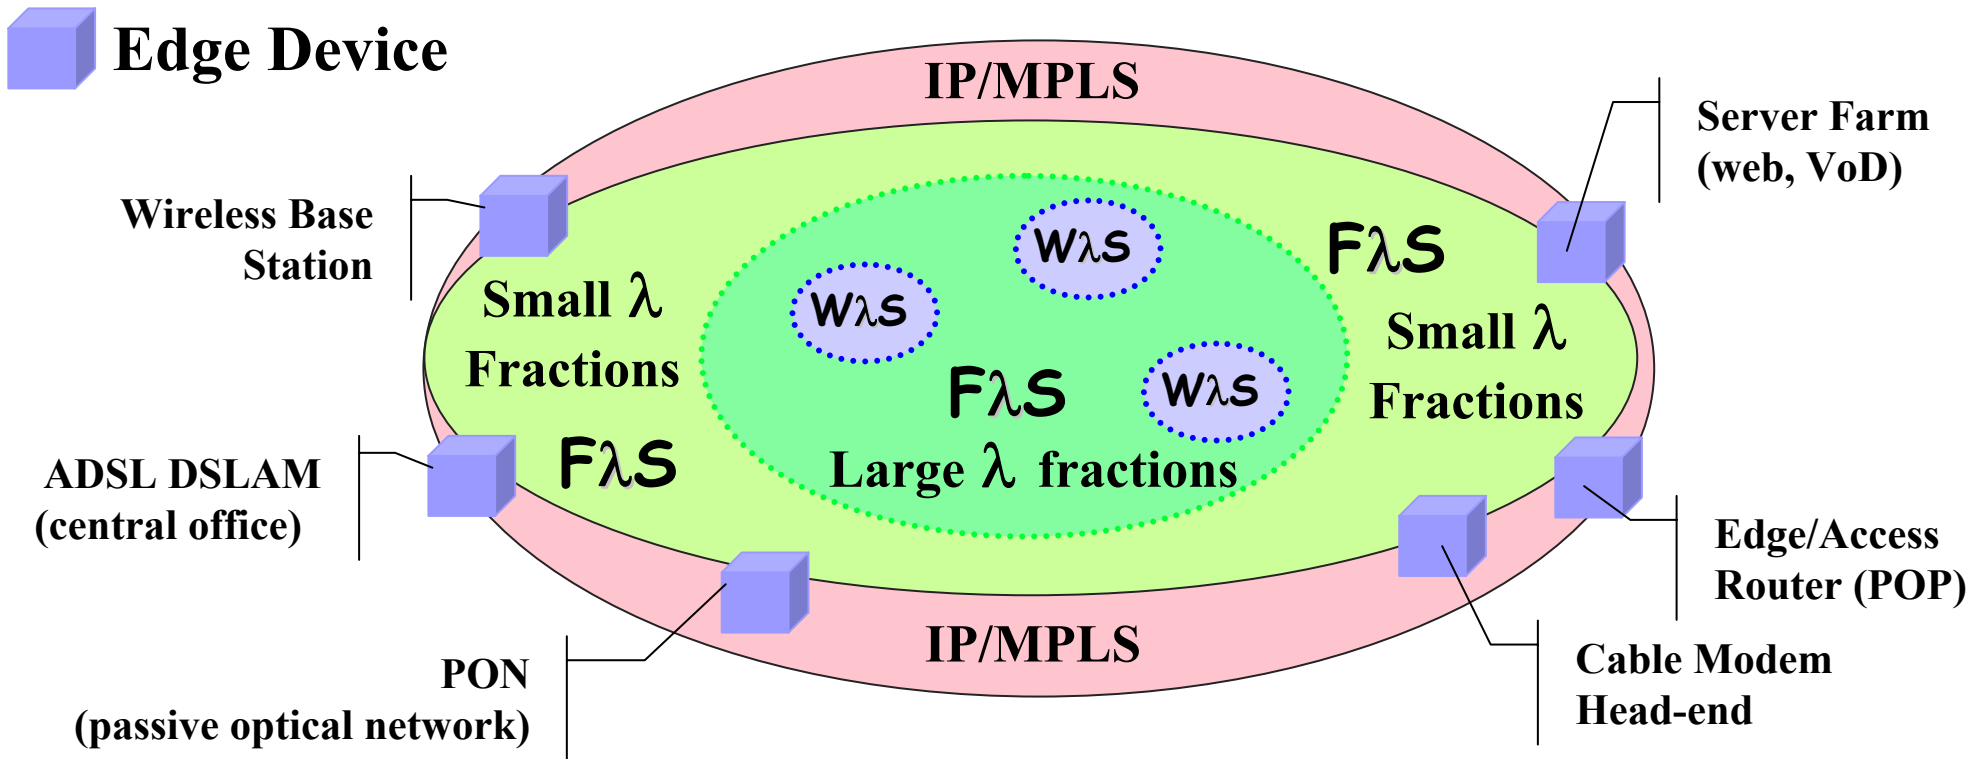 Edge Device
IP/MPLS
Server Farm
(web, VoD)
Wireless Base
Station
WλS
FλS
Small λ
Fractions
WλS
Small λ
Fractions
FλS
WλS
Large λ fractions
FλS
ADSL DSLAM
(central office)
Edge/Access
Router (POP)
IP/MPLS
Cable Modem
Head-end
PON
(passive optical network)